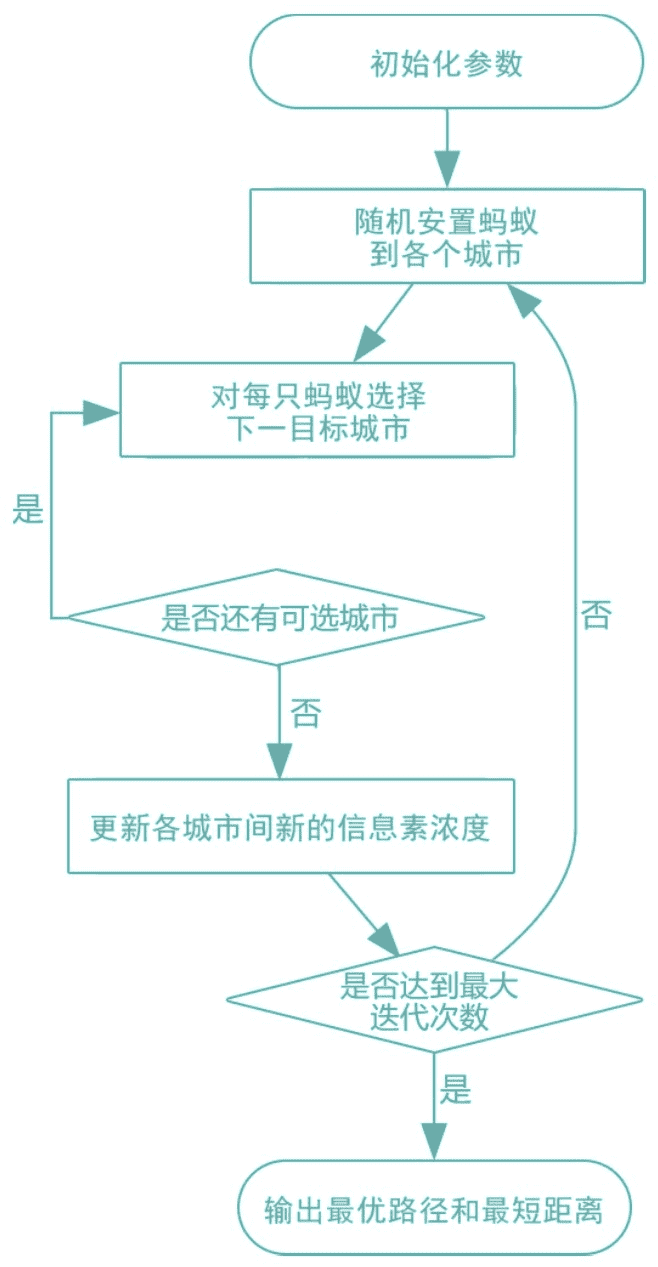 初始化参数
随机安置蚂蚁
到各个城市
对每只蚂蚁选择
下一目标城市
是
是否还有可选城市
否
否
更新各城市间新的信息素浓度
是否达到最大
迭代次数
是
输出最优路径和最短距离